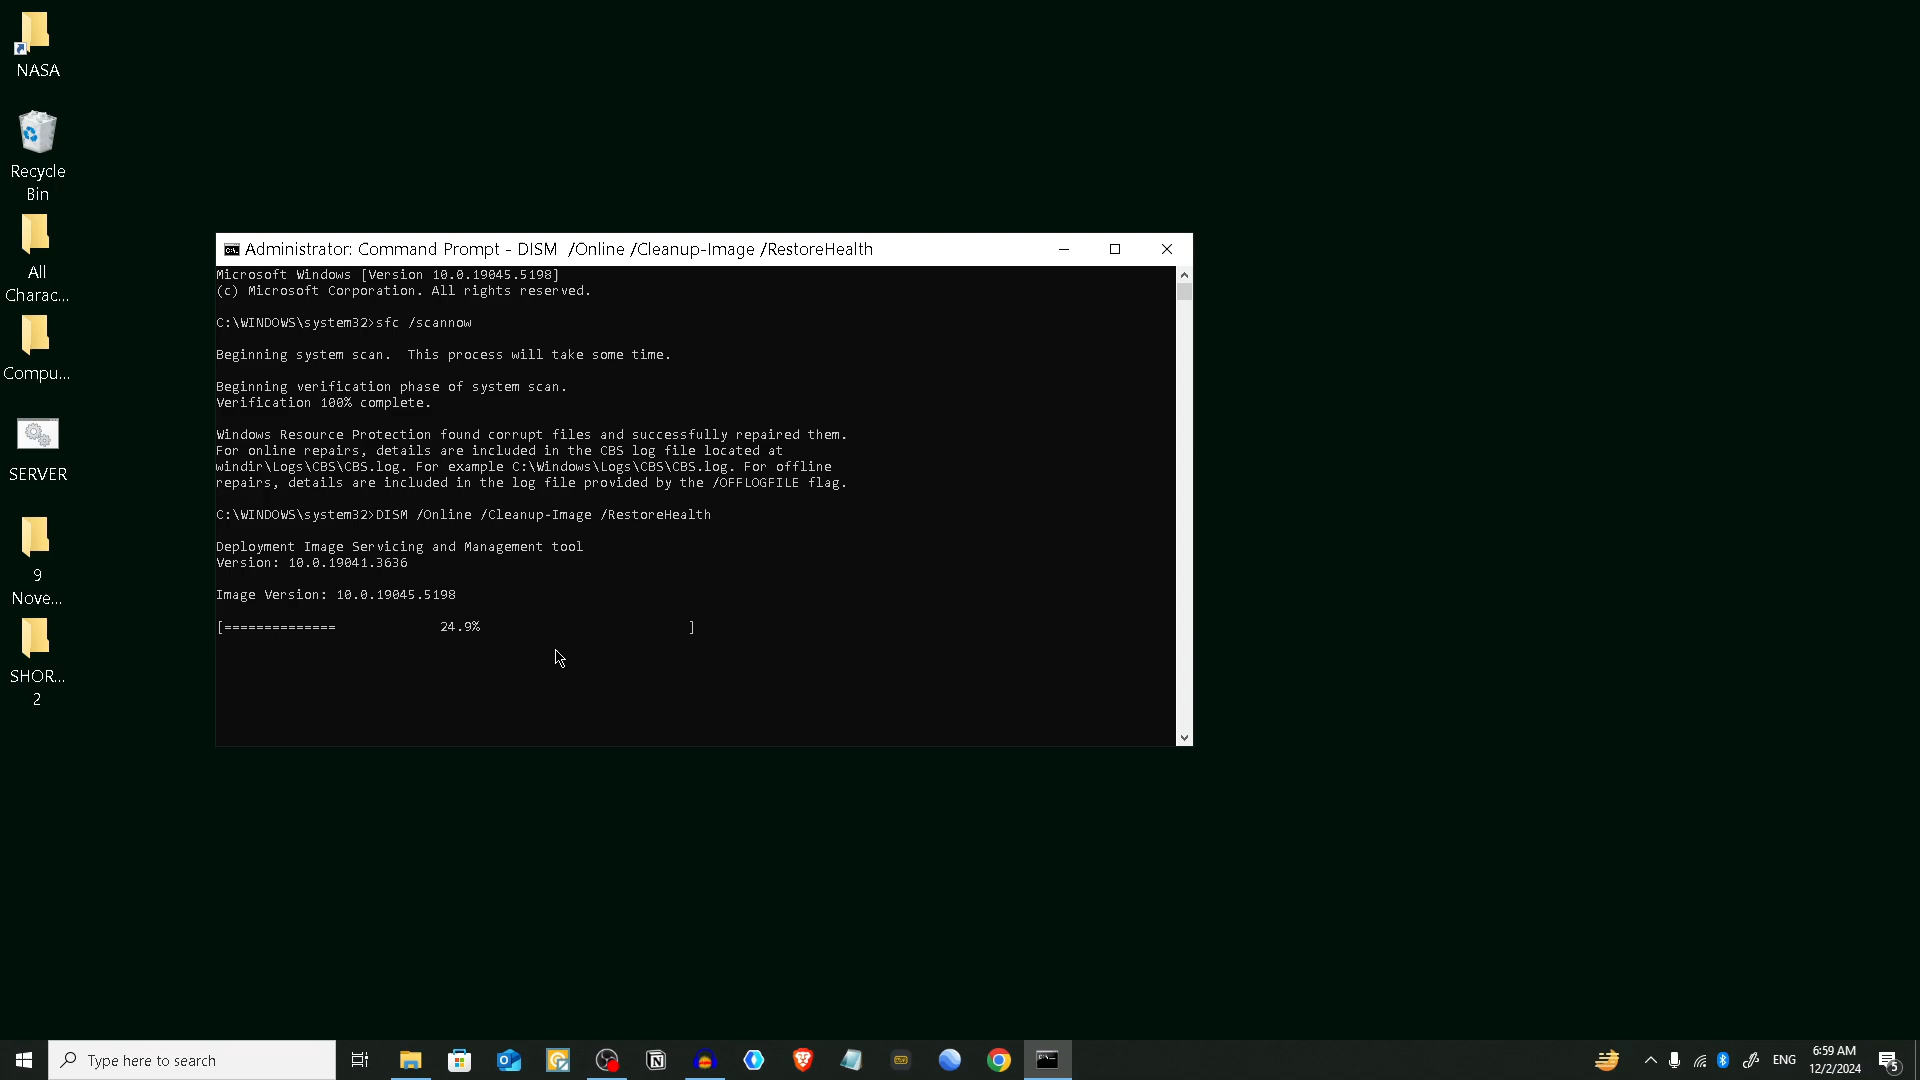 NASA
Recycle
Bin
All
Charac...
Compu...
SERVER
9
Nove...
SHOR...
2
Administrator: Command Prompt - DISM  /Online /Cleanup-Image /RestoreHealth
Microsoft Windows [Version 10.0.19045.5198]
(c) Microsoft Corporation. All rights reserved.
C:\WINDOWS\system32>sfc /scannow
Beginning system scan.  This process will take some time.
Beginning verification phase of system scan.
Verification 100% complete.
Windows Resource Protection found corrupt files and successfully repaired them.
For online repairs, details are included in the CBS log file located at
windir\Logs\CBS\CBS.log. For example C:\Windows\Logs\CBS\CBS.log. For offline
repairs, details are included in the log file provided by the /OFFLOGFILE flag.
C:\WINDOWS\system32>DISM /Online /Cleanup-Image /RestoreHealth
Deployment Image Servicing and Management tool
Version: 10.0.19041.3636
Image Version: 10.0.19045.5198
[==============             24.9%                          ]
Type here to search
ENG
6:59 AM
12/2/2024
5